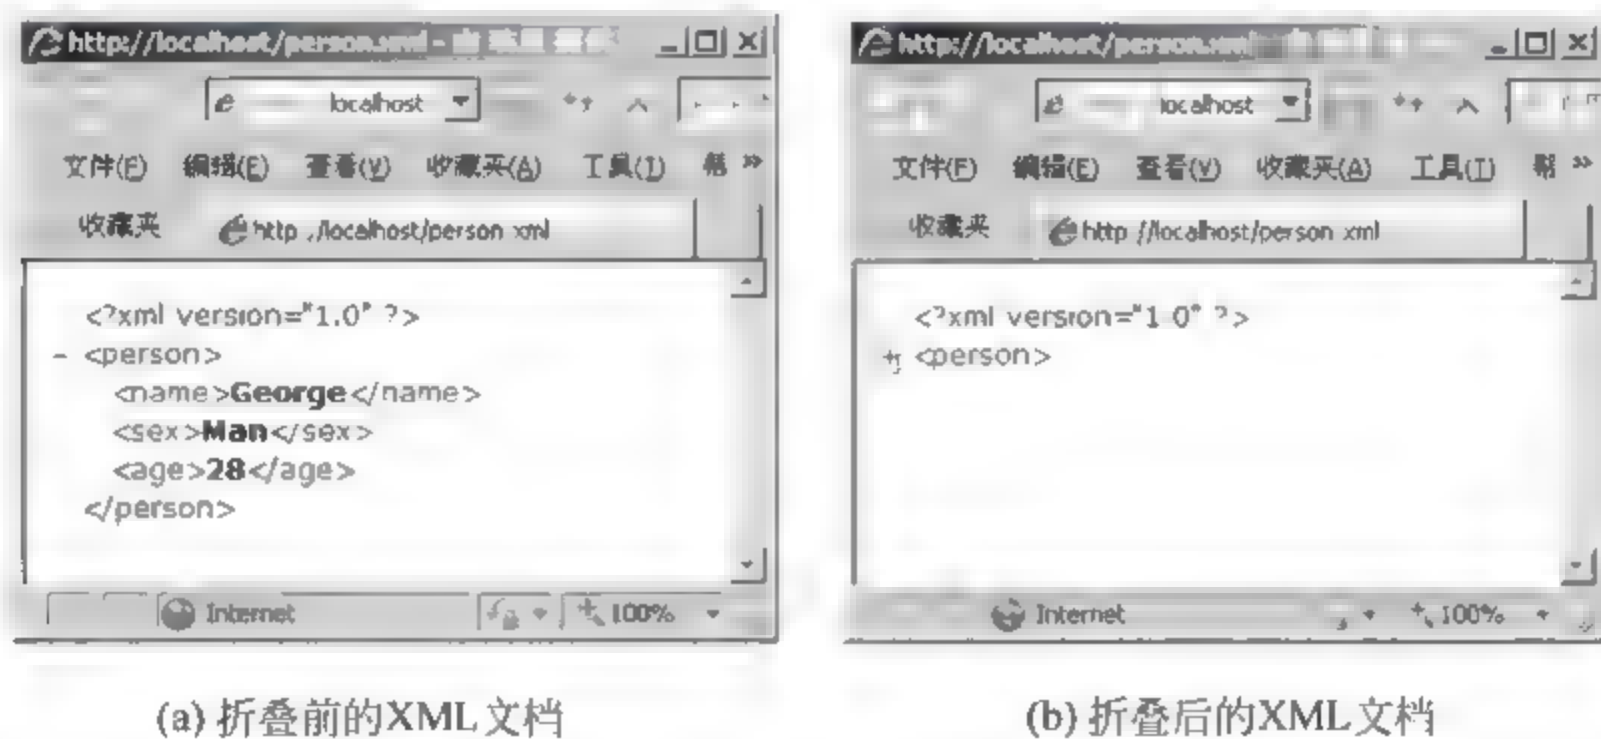 http://localhost/person.xml -
localhost
文件(F) 编辑(E) 查看(V) 收藏夹(A) 工具(T) 帮 »
收藏夹 http://localhost/person xml
<?xml version="1.0" ?>
- <person>
<name>George</name>
<sex>Man</sex>
<age>28</age>
</person>
Internet 100%
(a) 折叠前的XML文档
http://localhost/person.xml
localhost
文件(F) 编辑(E) 查看(V) 收藏夹(A) 工具(T) 帮 »
收藏夹 http //localhost/person xml
<?xml version="1.0" ?>
+ <person>
Internet 100%
(b) 折叠后的XML文档